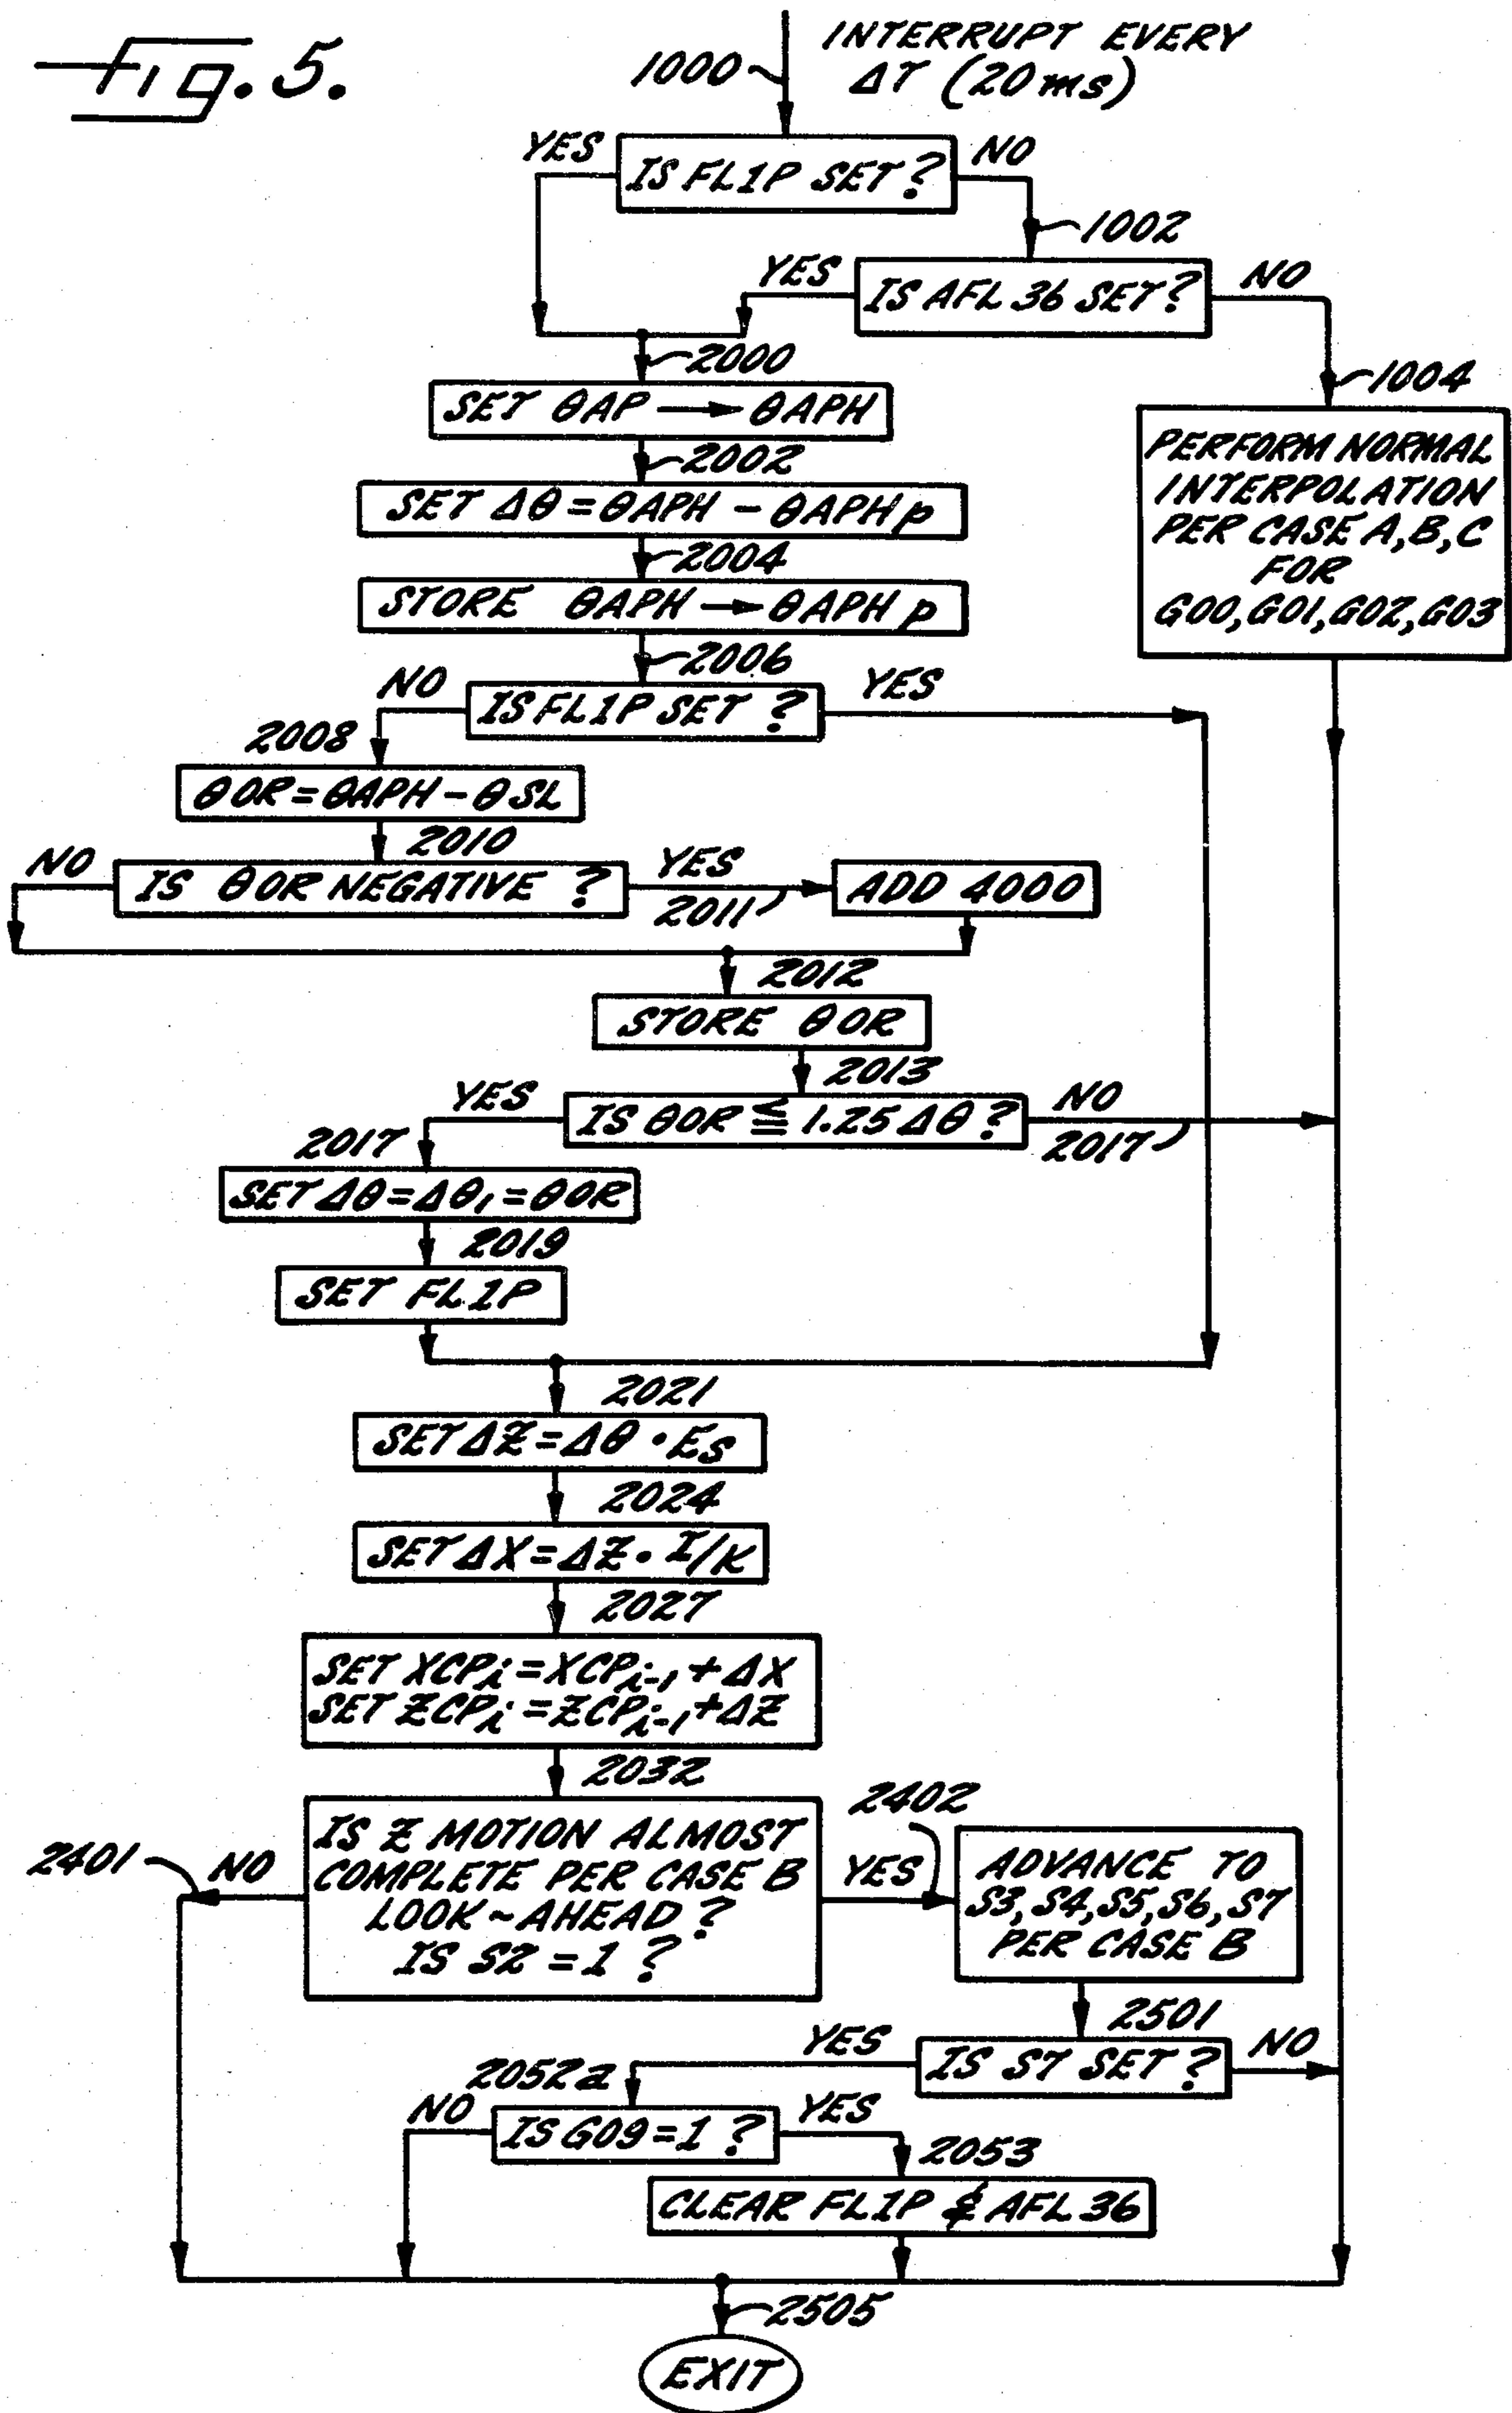 Fig. 5.
INTERRUPT EVERY
ΔT (20 ms)
1000
YES
IS FL1P SET?
NO
1002
YES
IS AFL 36 SET?
NO
2000
1004
SET θAP → θAPH
PERFORM NORMAL
INTERPOLATION
PER CASE A, B, C
FOR
G00, G01, G02, G03
2002
SET Δθ = θAPH - θAPHp
2004
STORE θAPH → θAPHp
2006
NO
IS FL1P SET ?
YES
2008
θOR = θAPH - θSL
2010
NO
IS θOR NEGATIVE ?
YES
2011
ADD 4000
2012
STORE θOR
2013
YES
IS θOR ≦ 1.25 Δθ ?
NO
2017
2017
SET Δθ = Δθ₁ = θOR
2019
SET FL1P
2021
SET ΔZ = Δθ · ES
2024
SET ΔX = ΔZ · I/K
2027
SET XCPi = XCPi-1 + ΔX
SET ZCPi = ZCPi-1 + ΔZ
2032
2401
NO
IS Z MOTION ALMOST
COMPLETE PER CASE B
LOOK~AHEAD ?
IS S2 = 1 ?
YES
2402
ADVANCE TO
S3, S4, S5, S6, S7
PER CASE B
2501
YES
IS S7 SET ?
NO
2052a
NO
IS G09 = 1 ?
YES
2053
CLEAR FL1P & AFL 36
2505
EXIT